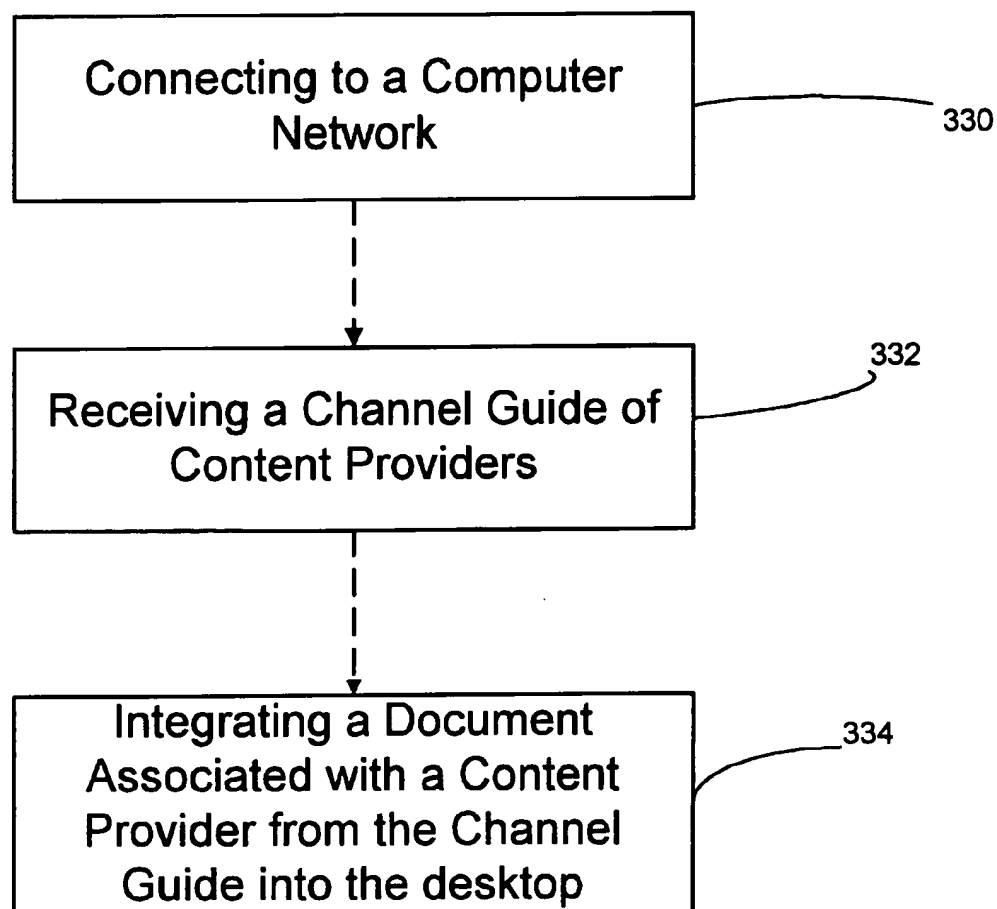 Connecting to a Computer
Network
330
Receiving a Channel Guide of
Content Providers
332
Integrating a Document
Associated with a Content
Provider from the Channel
Guide into the desktop
334